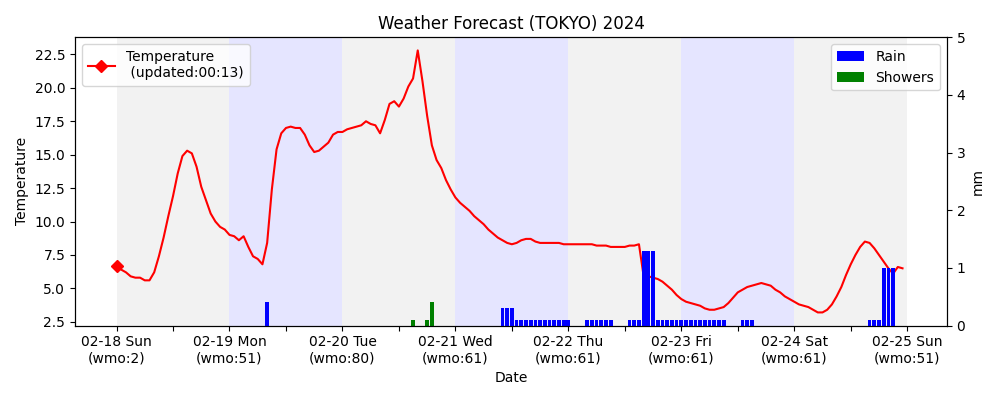 Weather Forecast (TOKYO) 2024
Temperature
(updated:00:13)
Rain
Showers
22.5
20.0
17.5
15.0
12.5
10.0
7.5
5.0
2.5
Temperature
5
4
3
2
1
0
mm
02-18 Sun
(wmo:2)
02-19 Mon
(wmo:51)
02-20 Tue
(wmo:80)
02-21 Wed
(wmo:61)
02-22 Thu
(wmo:61)
02-23 Fri
(wmo:61)
02-24 Sat
(wmo:61)
02-25 Sun
(wmo:51)
Date